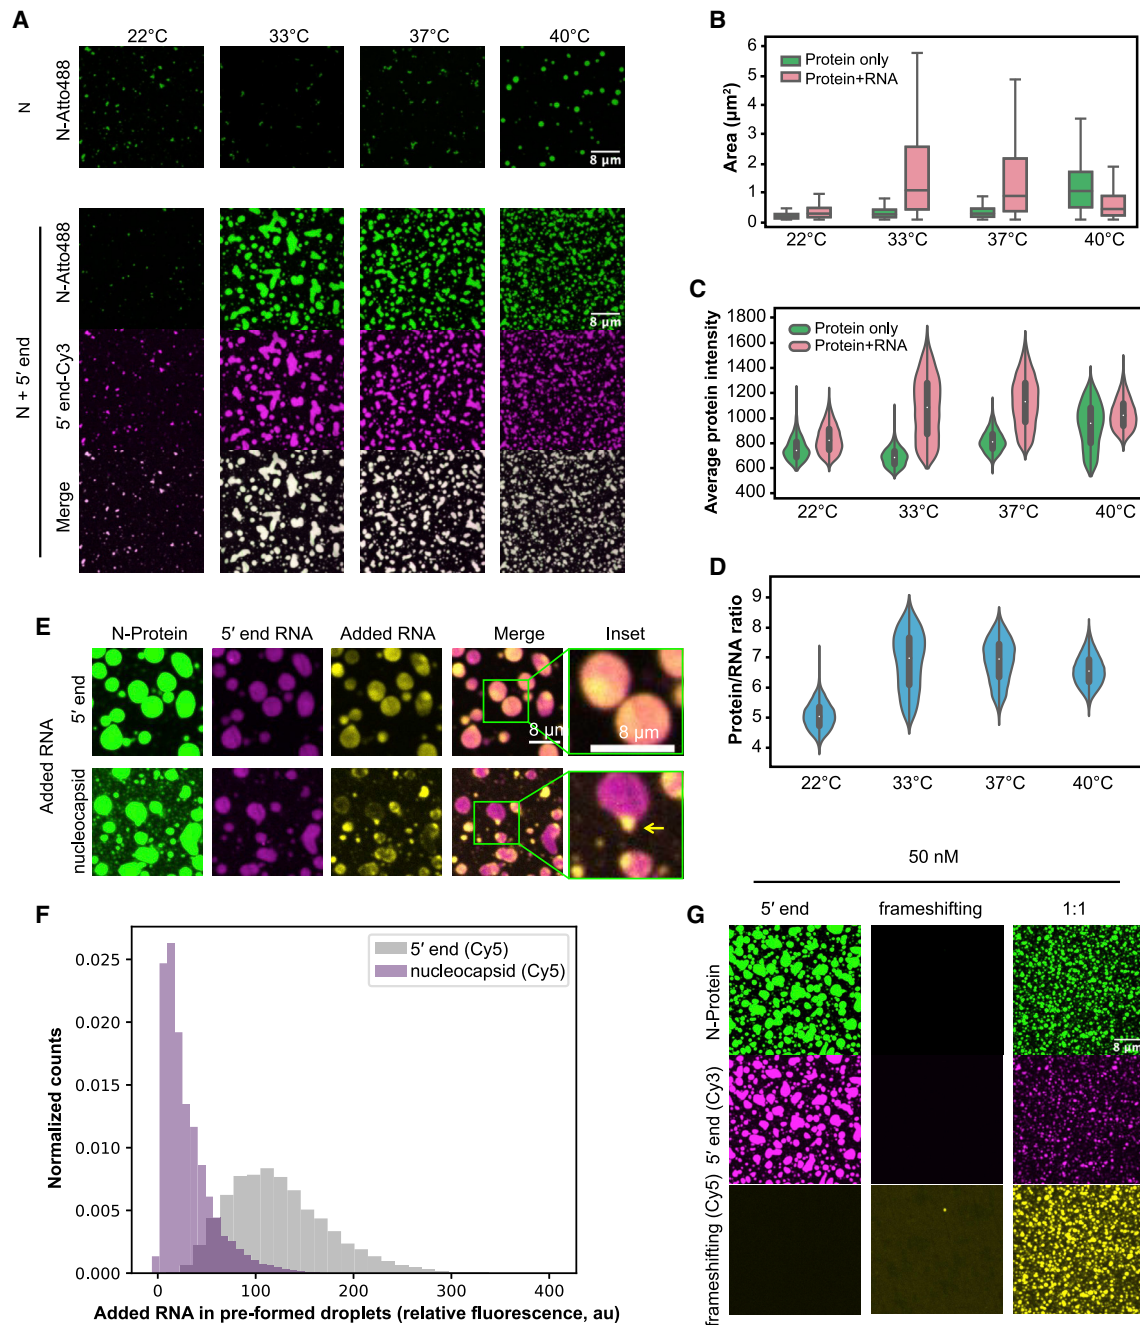 A
22°C 33°C 37°C 40°C
N
N-Atto488
8 µm
N + 5′ end
N-Atto488
8 µm
5′ end-Cy3
Merge
B
Area (µm²)
6
5
4
3
2
1
0
Protein only
Protein+RNA
22°C 33°C 37°C 40°C
C
Average protein intensity
1800
1600
1400
1200
1000
800
600
400
Protein only
Protein+RNA
22°C 33°C 37°C 40°C
D
Protein/RNA ratio
9
8
7
6
5
4
22°C 33°C 37°C 40°C
E
N-Protein 5′ end RNA Added RNA Merge Inset
Added RNA
5′ end
8 µm
8 µm
nucleocapsid
F
Normalized counts
0.025
0.020
0.015
0.010
0.005
0.000
5′ end (Cy5)
nucleocapsid (Cy5)
0 100 200 300 400
Added RNA in pre-formed droplets (relative fluorescence, au)
50 nM
G
5′ end frameshifting 1:1
N-Protein
8 µm
5′ end (Cy3)
frameshifting (Cy5)